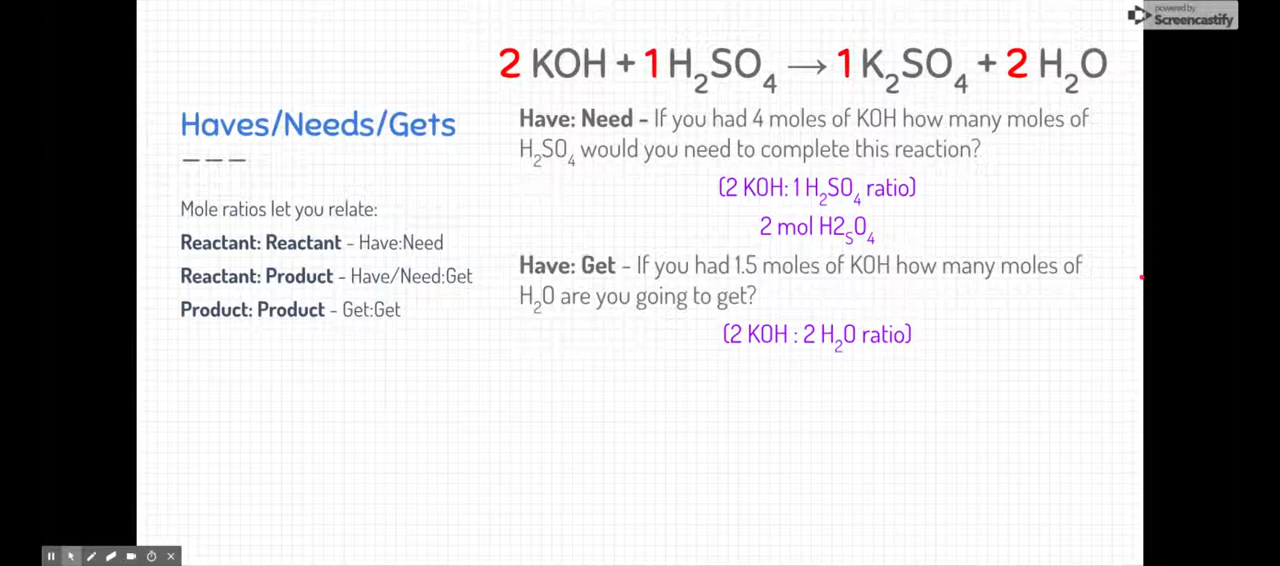 powered by
Screencastify
2 KOH + 1 H₂SO₄ → 1 K₂SO₄ + 2 H₂O
Haves/Needs/Gets
Mole ratios let you relate:
Reactant: Reactant - Have:Need
Reactant: Product - Have/Need:Get
Product: Product - Get:Get
Have: Need - If you had 4 moles of KOH how many moles of
H₂SO₄ would you need to complete this reaction?
(2 KOH: 1 H₂SO₄ ratio)
2 mol H2ₛO₄
Have: Get - If you had 1.5 moles of KOH how many moles of
H₂O are you going to get?
(2 KOH : 2 H₂O ratio)